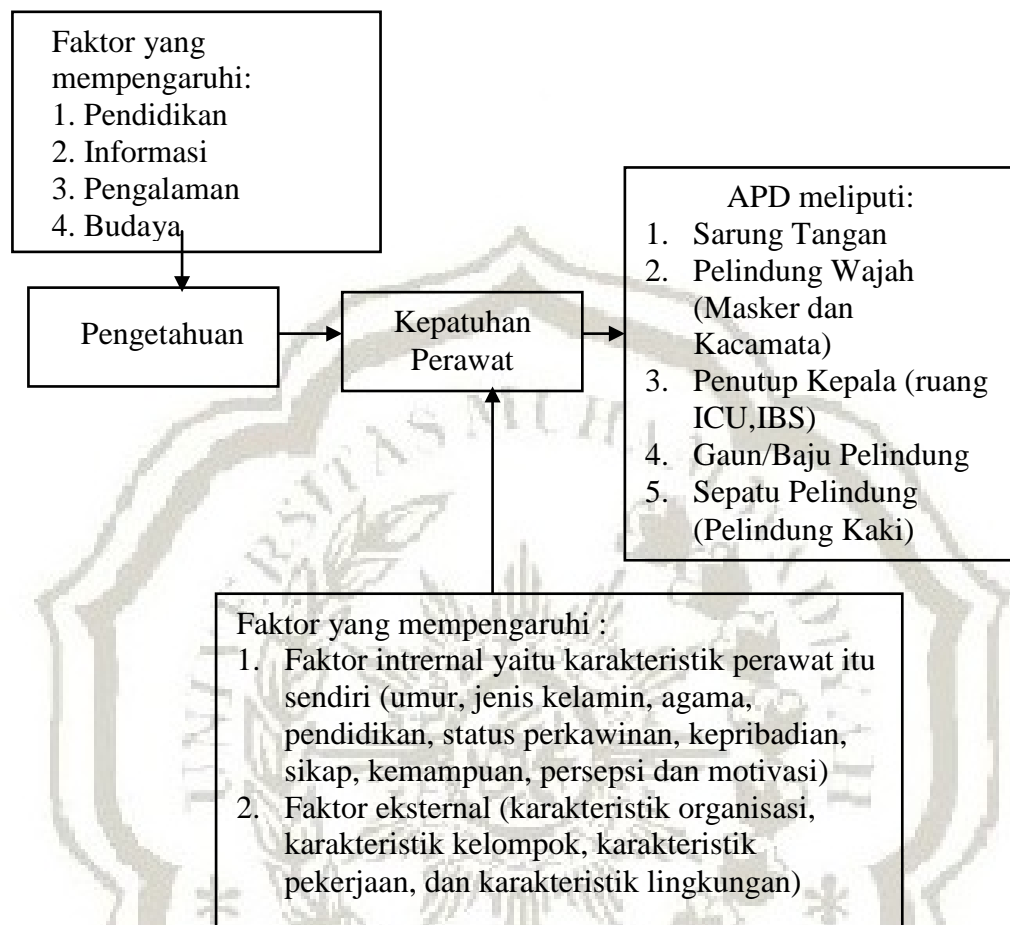 Faktor yang
mempengaruhi:
1. Pendidikan
2. Informasi
3. Pengalaman
4. Budaya
Pengetahuan
Kepatuhan
Perawat
APD meliputi:
1. Sarung Tangan
2. Pelindung Wajah
(Masker dan
Kacamata)
3. Penutup Kepala (ruang
ICU,IBS)
4. Gaun/Baju Pelindung
5. Sepatu Pelindung
(Pelindung Kaki)
Faktor yang mempengaruhi :
1. Faktor intrernal yaitu karakteristik perawat itu
sendiri (umur, jenis kelamin, agama,
pendidikan, status perkawinan, kepribadian,
sikap, kemampuan, persepsi dan motivasi)
2. Faktor eksternal (karakteristik organisasi,
karakteristik kelompok, karakteristik
pekerjaan, dan karakteristik lingkungan)